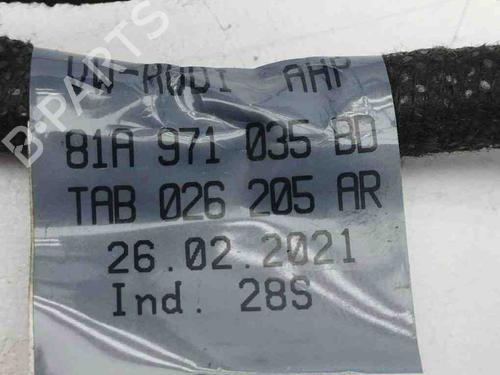 VW-AUDI AHP
81A 971 035 BD
TAB 026 205 AR
26.02.2021
Ind. 28S
B-PARTS